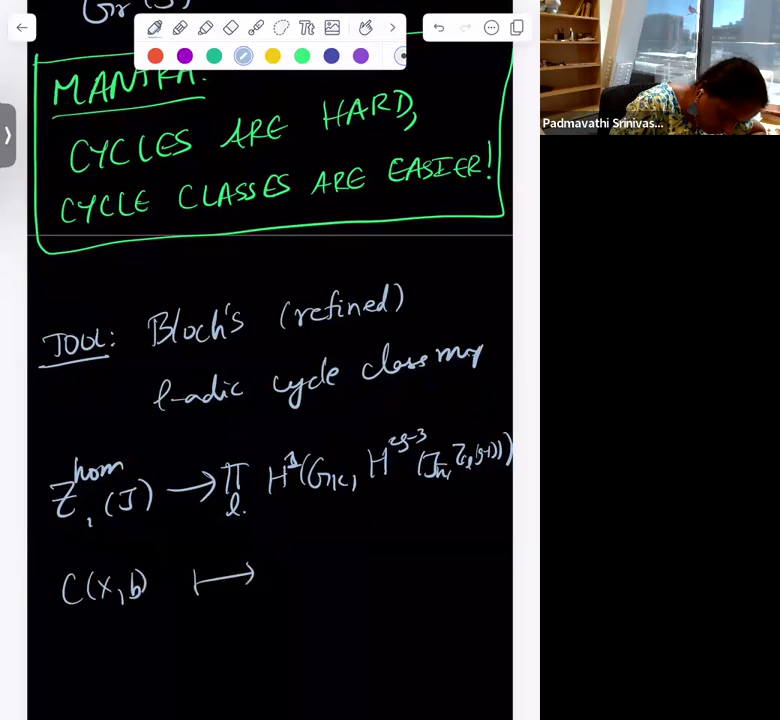 Gr (J)
MANTRA:
CYCLES ARE HARD,
CYCLE CLASSES ARE EASIER!
TOOL: Bloch's (refined)
l-adic cycle class map
Z₁^hom (J) → ∏_ℓ H¹(G_K, H^{2g-3}(J_K̄, Z_ℓ(g-1)))
C(X,b) ↦
Padmavathi Srinivas...